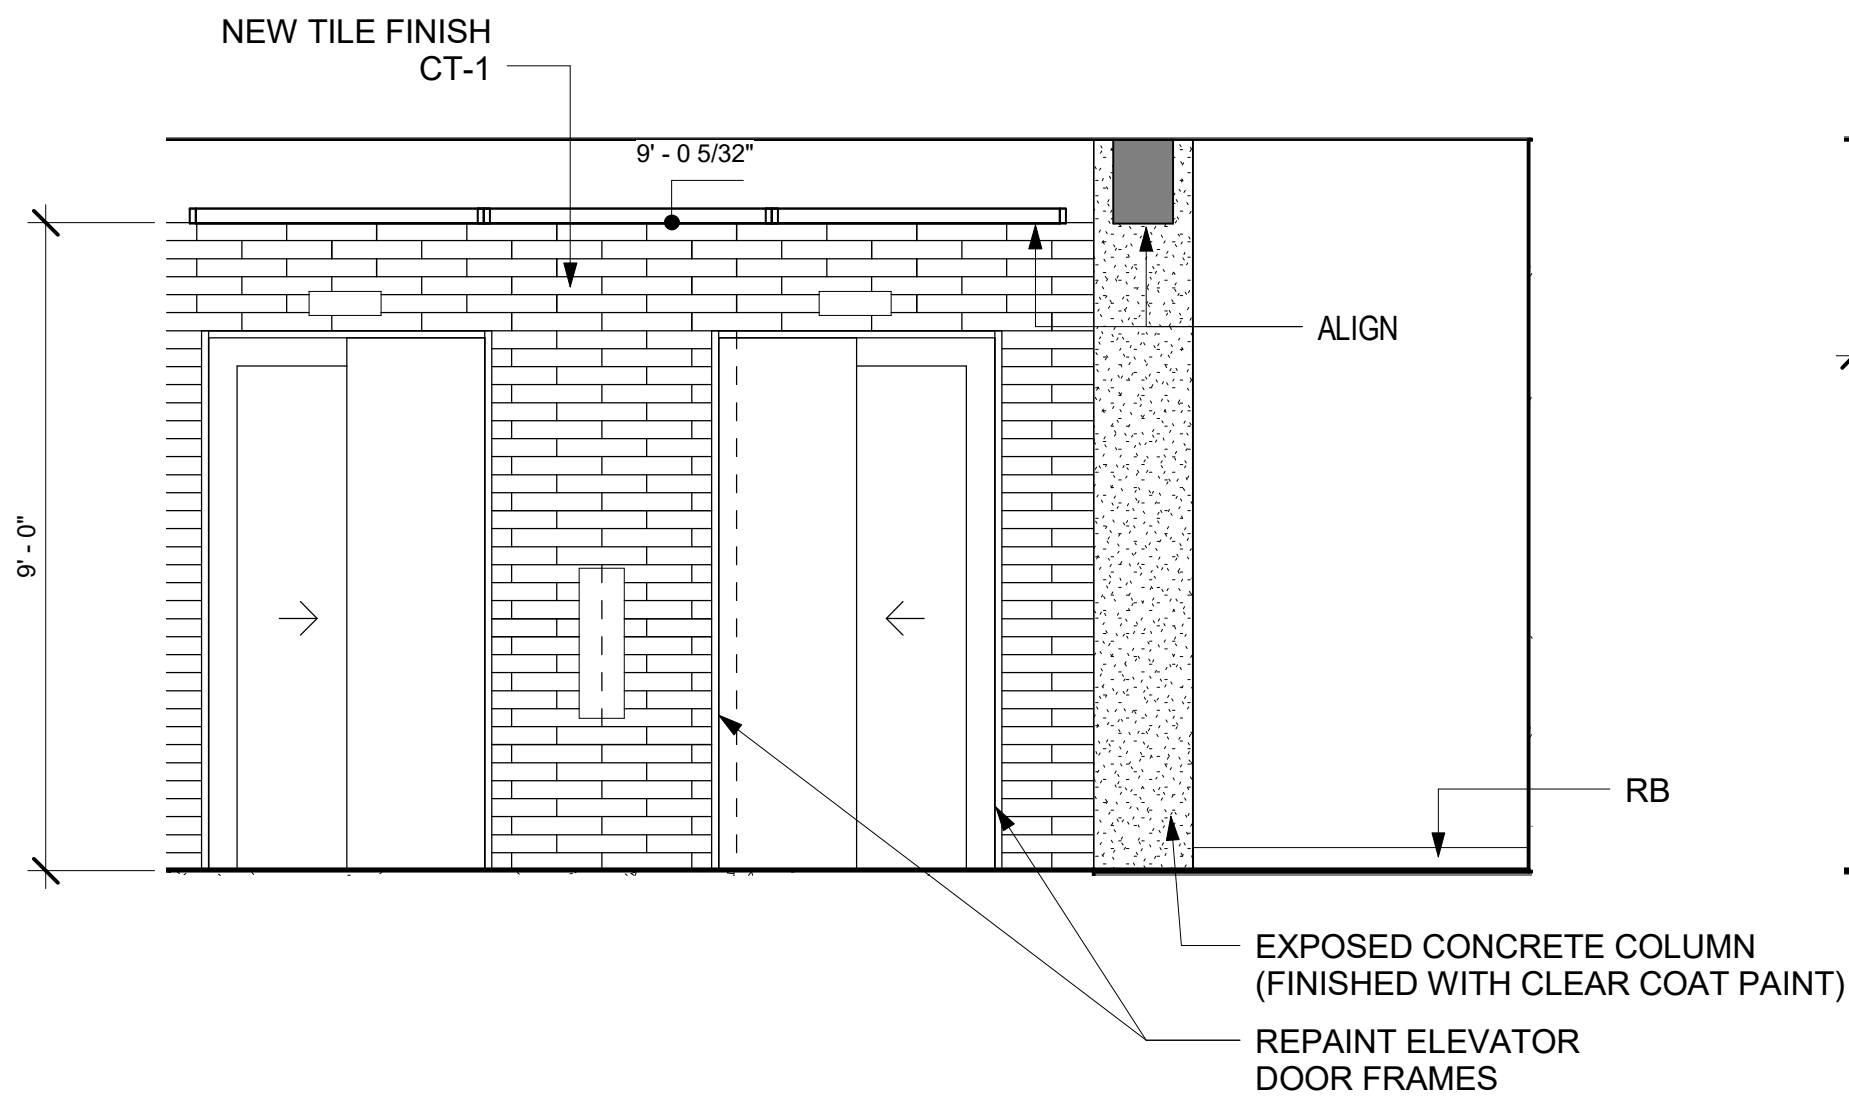 NEW TILE FINISH
CT-1
9' - 0 5/32"
ALIGN
9' - 0"
RB
EXPOSED CONCRETE COLUMN
(FINISHED WITH CLEAR COAT PAINT)
REPAINT ELEVATOR
DOOR FRAMES